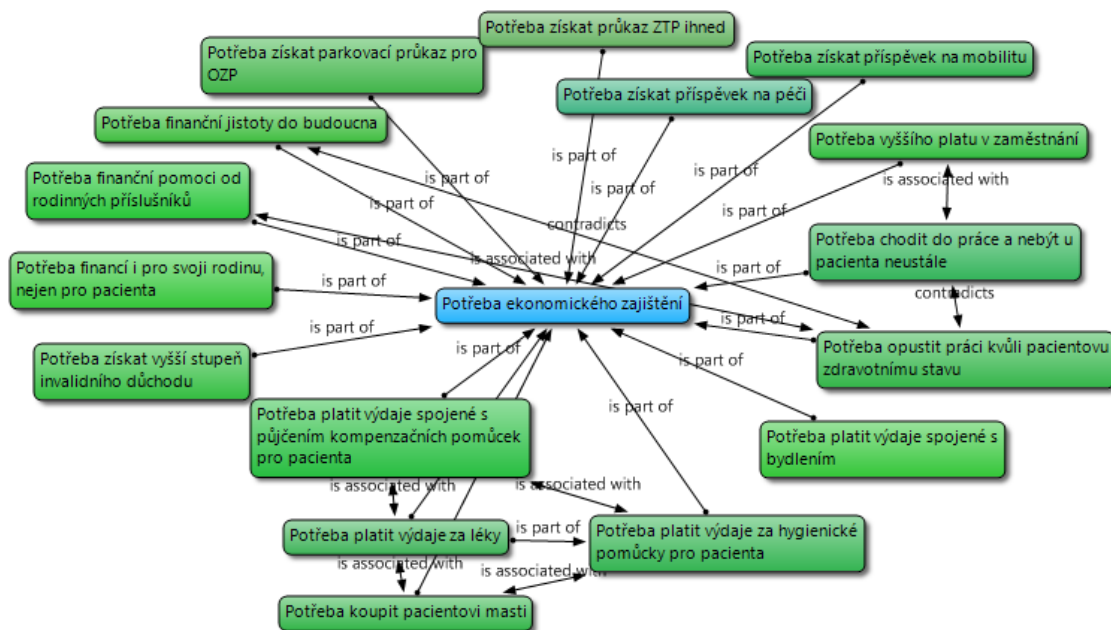 Potřeba získat průkaz ZTP ihned
Potřeba získat parkovací průkaz pro
OZP
Potřeba získat příspěvek na mobilitu
Potřeba získat příspěvek na péči
Potřeba finanční jistoty do budoucna
Potřeba vyššího platu v zaměstnání
is part of
is part of
is associated with
Potřeba finanční pomoci od
rodinných příslušníků
is part of
is part of
is part of
contradicts
is part of
Potřeba chodit do práce a nebýt u
pacienta neustále
is associated with
Potřeba financí i pro svoji rodinu,
nejen pro pacienta
is part of
is part of
is part of
contradicts
Potřeba ekonomického zajištění
is part of
Potřeba získat vyšší stupeň
invalidního důchodu
is part of
Potřeba opustit práci kvůli pacientovu
zdravotnímu stavu
is part of
is part of
Potřeba platit výdaje spojené s
půjčením kompenzačních pomůcek
pro pacienta
Potřeba platit výdaje spojené s
bydlením
is associated with
is associated with
Potřeba platit výdaje za léky
is part of
Potřeba platit výdaje za hygienické
pomůcky pro pacienta
is associated with
is associated with
Potřeba koupit pacientovi masti